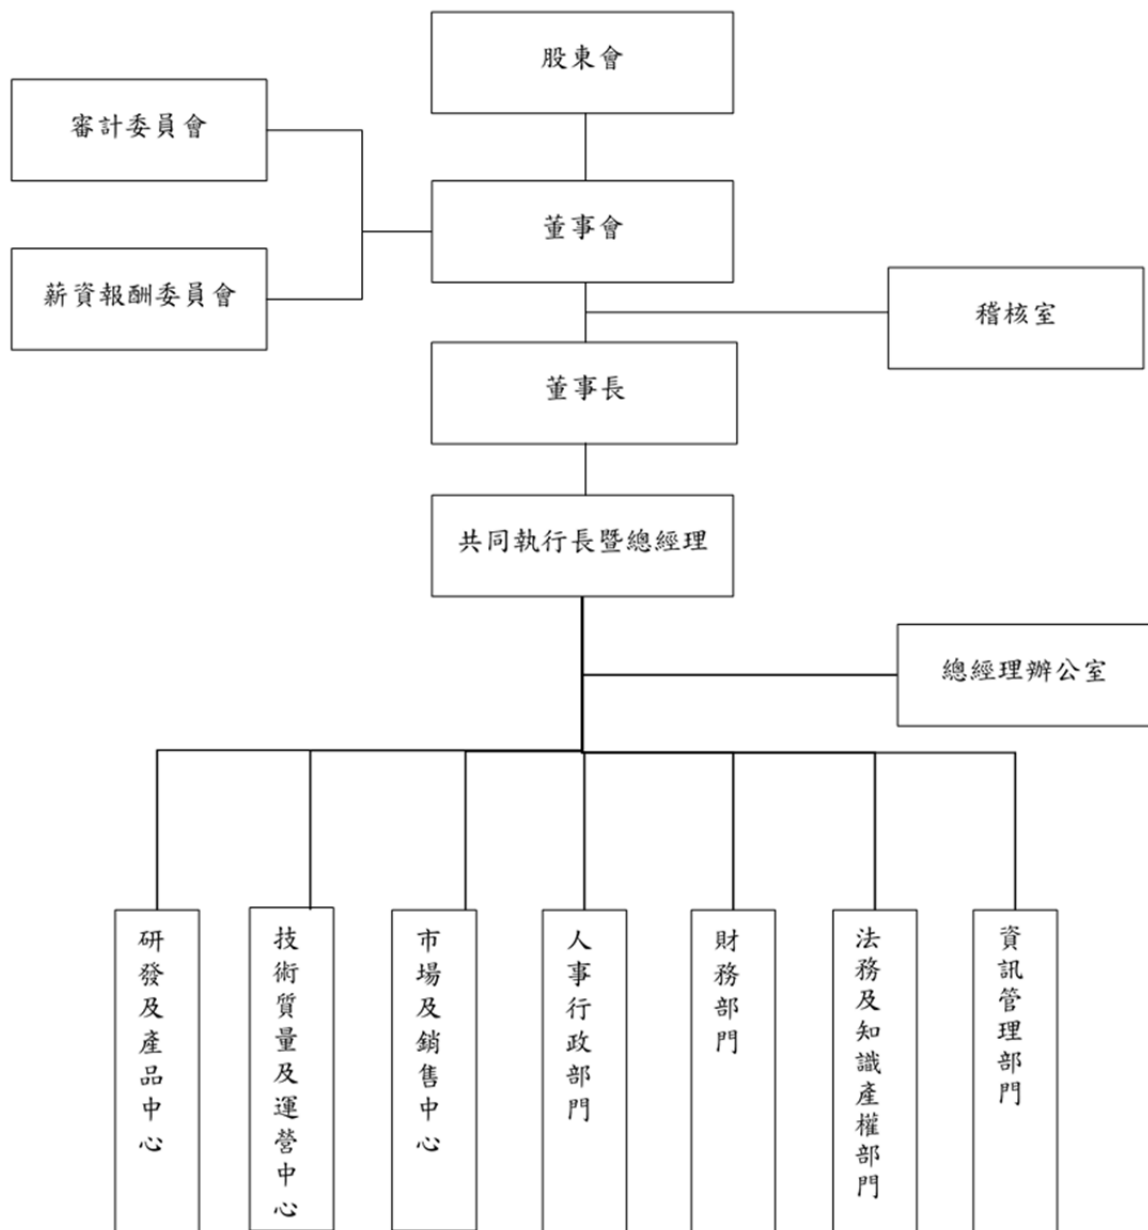 股東會
審計委員會
董事會
薪資報酬委員會
稽核室
董事長
共同執行長暨總經理
總經理辦公室
研發及產品中心
技術質量及運營中心
市場及銷售中心
人事行政部門
財務部門
法務及知識產權部門
資訊管理部門